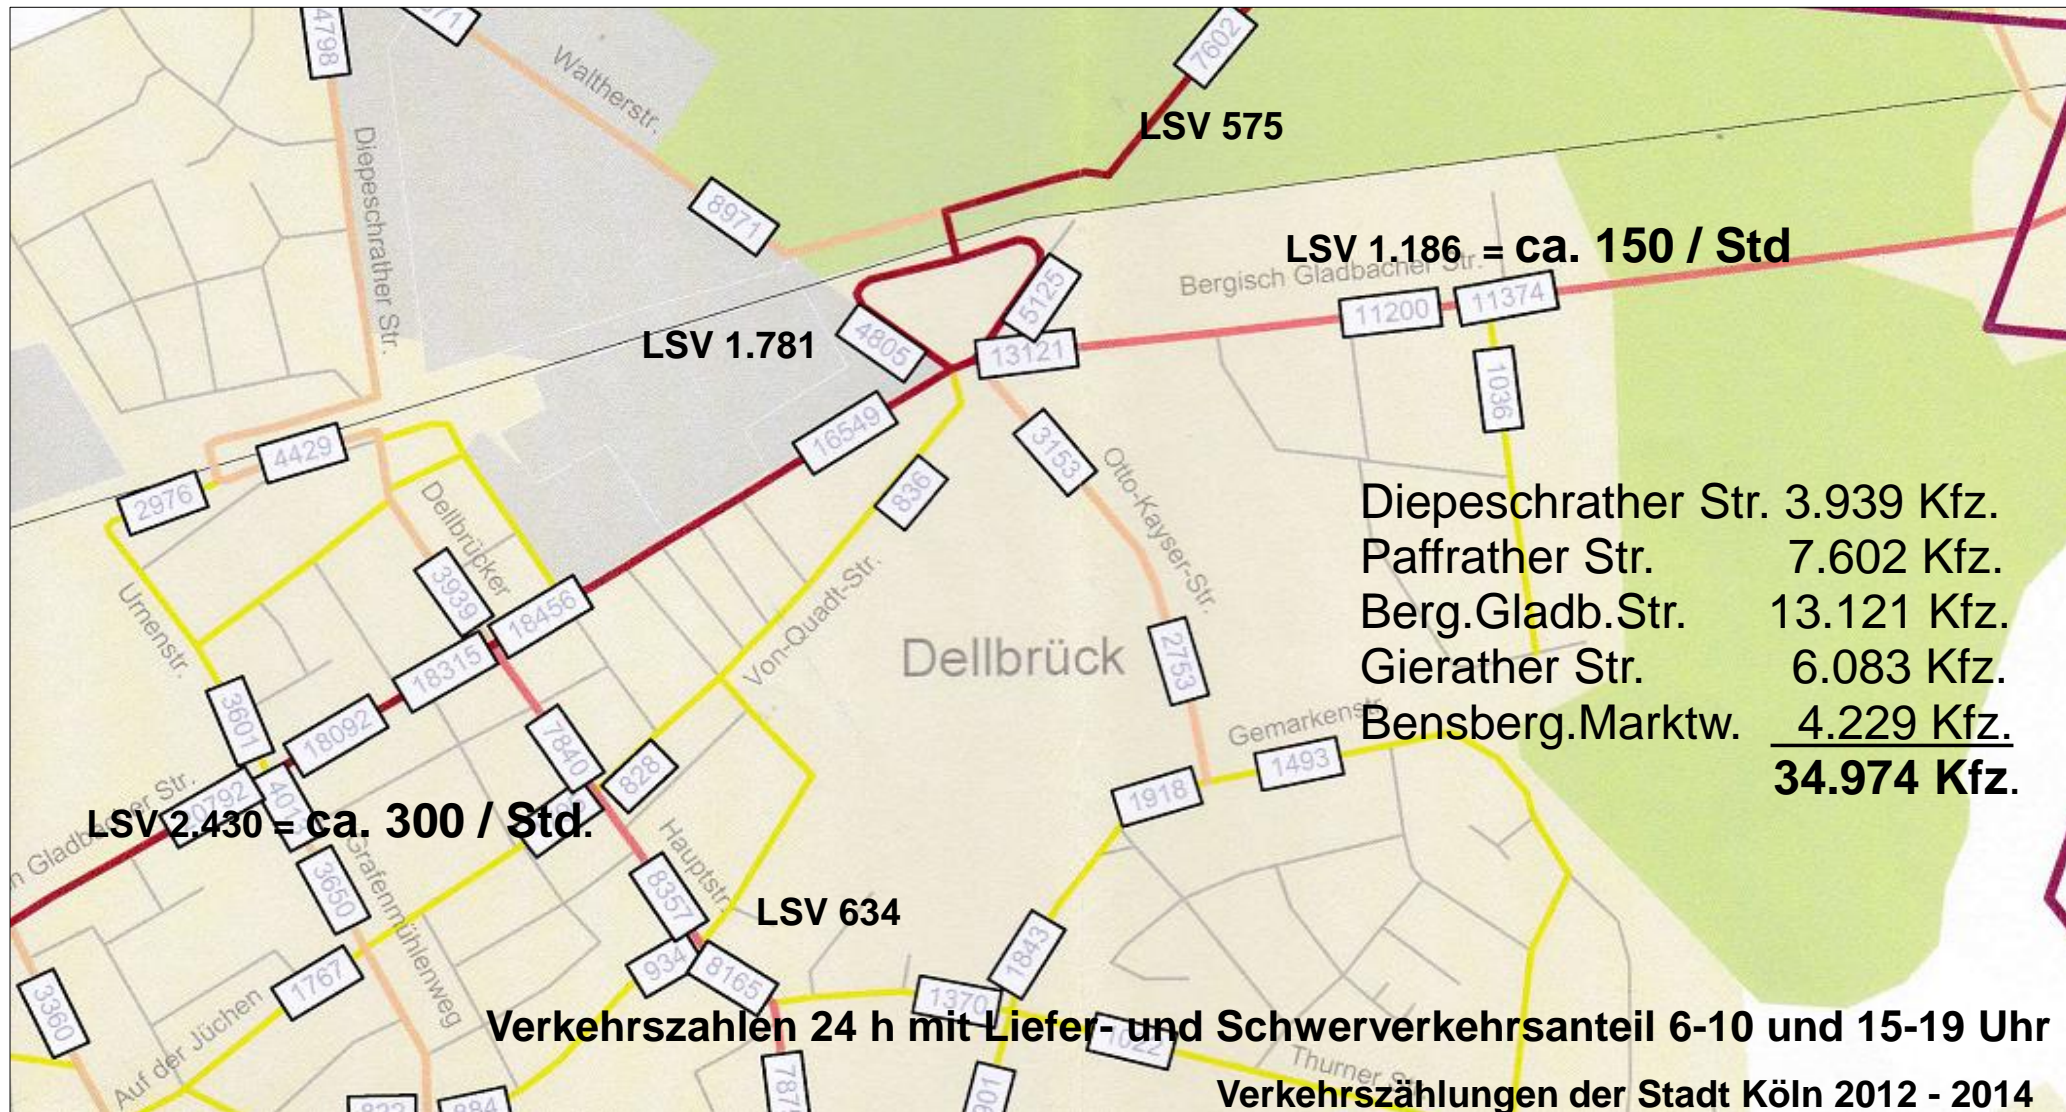 4798
Waltherstr.
7602
LSV 575
Diepeschrather Str.
8971
LSV 1.186 = ca. 150 / Std
Bergisch Gladbacher Str.
5125
11200
11374
LSV 1.781
4805
13121
1036
16549
4429
2976
836
3153
Otto-Kayser-Str.
Dellbrücker
3939
18456
Urnenstr.
Von-Quadt-Str.
Dellbrück
2753
Diepeschrather Str. 3.939 Kfz.
Paffrather Str. 7.602 Kfz.
Berg.Gladb.Str. 13.121 Kfz.
Gierather Str. 6.083 Kfz.
Bensberg.Marktw. 4.229 Kfz.
34.974 Kfz.
18315
3601
18092
7840
828
Gemarkenstr.
1493
1918
20792
Gladbacher Str.
LSV 2.430 = ca. 300 / Std.
3650
Grafenmühlenweg
Hauptstr.
8357
LSV 634
934
8165
1843
1370
3360
1767
Auf der Jüchen
Verkehrszahlen 24 h mit Liefer- und Schwerverkehrsanteil 6-10 und 15-19 Uhr
1022
Thurner Str.
Verkehrszählungen der Stadt Köln 2012 - 2014